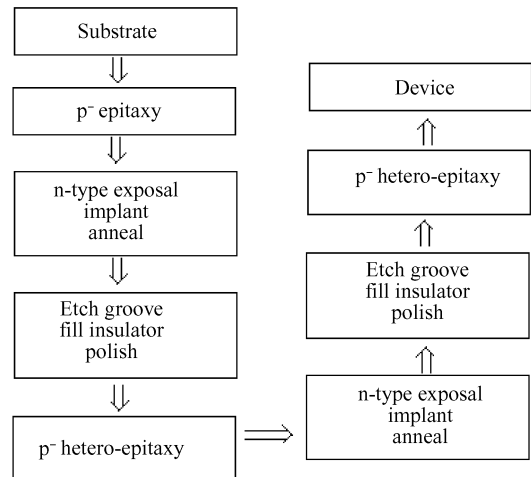 Substrate
p⁻ epitaxy
n-type exposal
implant
anneal
Etch groove
fill insulator
polish
p⁻ hetero-epitaxy
n-type exposal
implant
anneal
Etch groove
fill insulator
polish
p⁻ hetero-epitaxy
Device